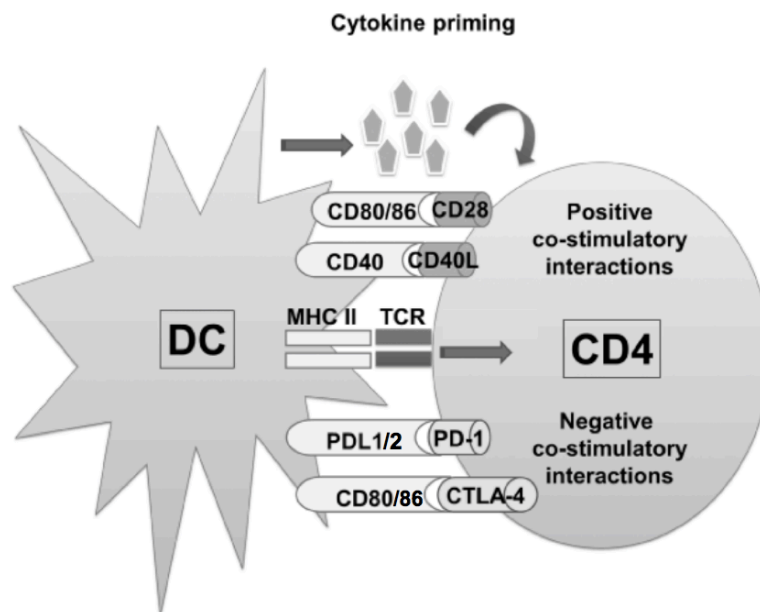 Cytokine priming
CD80/86 CD28
CD40 CD40L
Positive
co-stimulatory
interactions
MHC II TCR
DC
CD4
PDL1/2 PD-1
CD80/86 CTLA-4
Negative
co-stimulatory
interactions